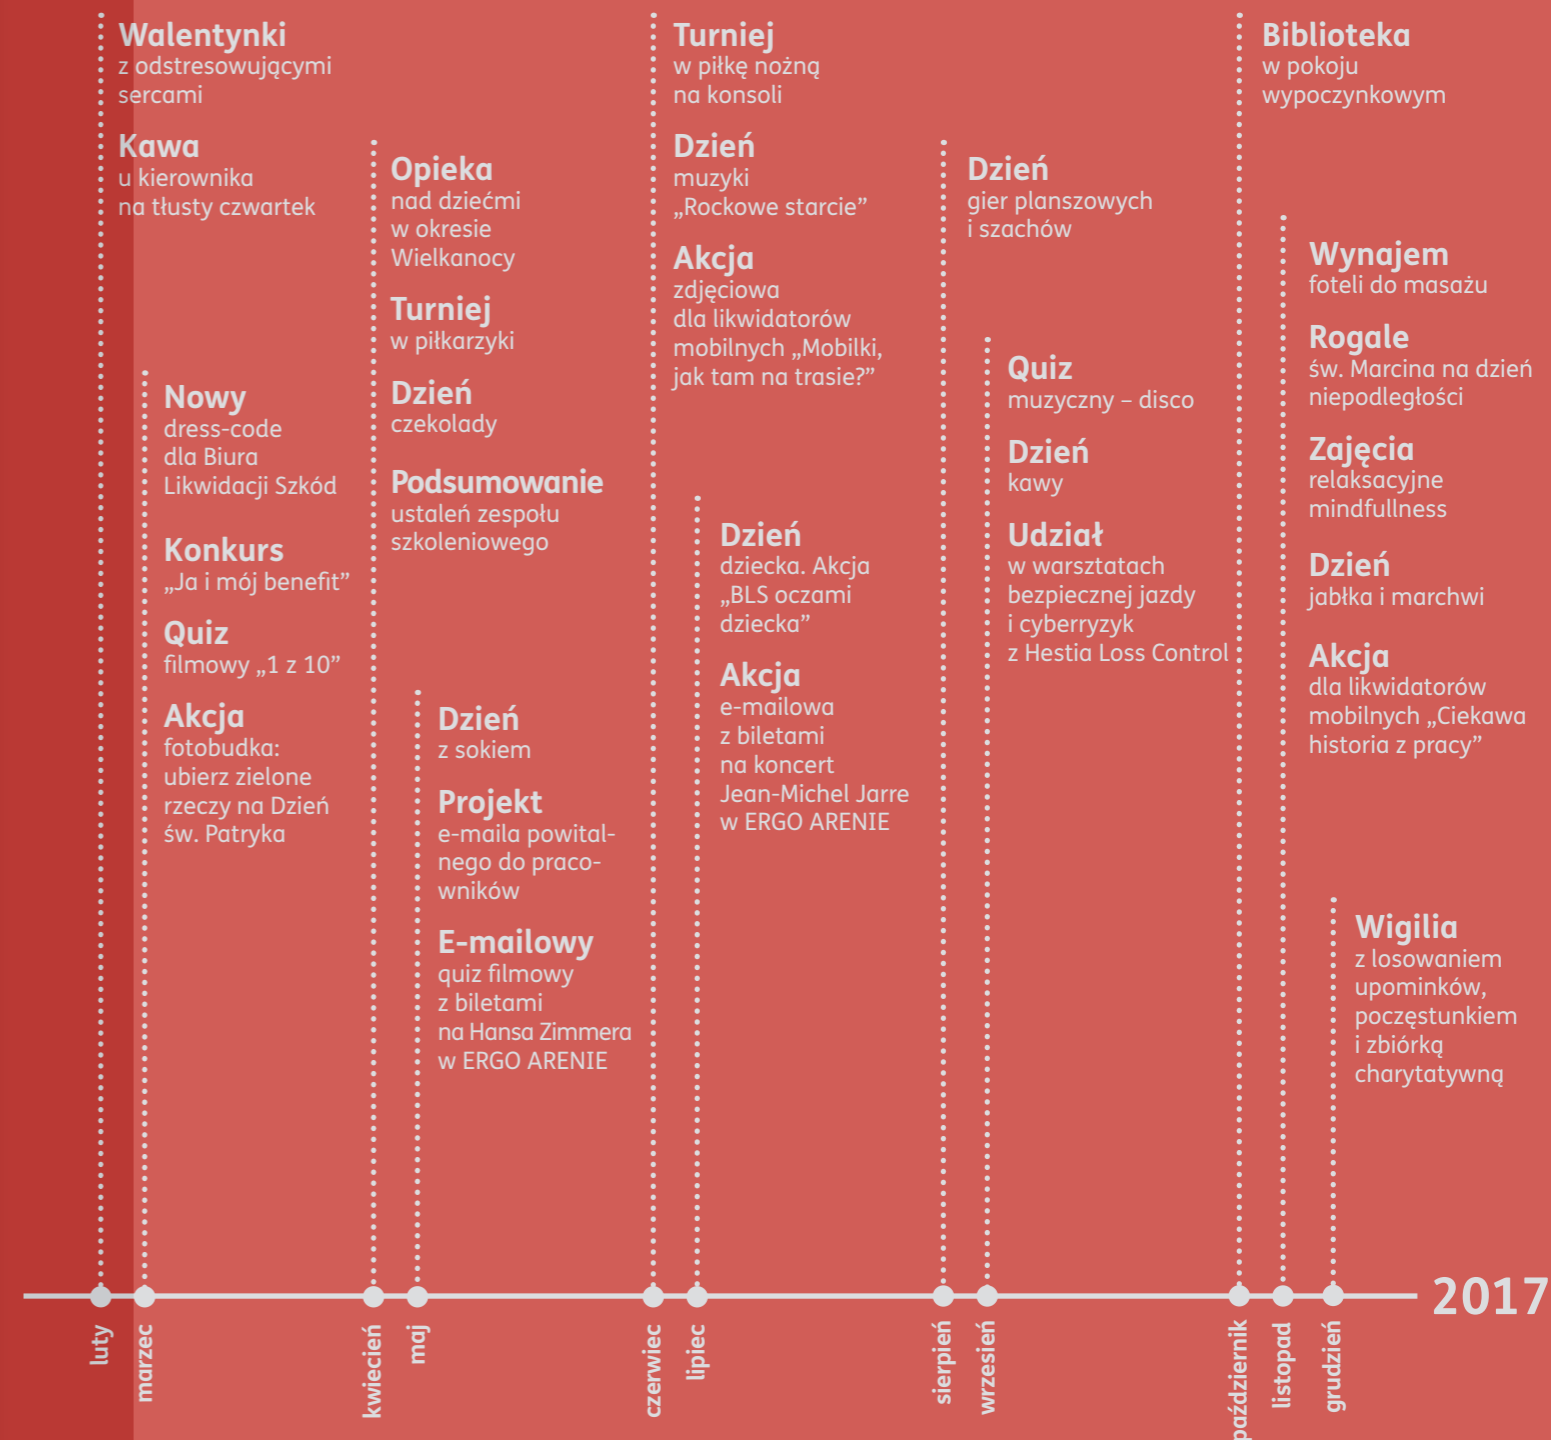 Walentynki
z odstresowującymi
sercami
Kawa
u kierownika
na tłusty czwartek
Nowy
dress-code
dla Biura
Likwidacji Szkód
Konkurs
„Ja i mój benefit”
Quiz
filmowy „1 z 10”
Akcja
fotobudka:
ubierz zielone
rzeczy na Dzień
św. Patryka
Opieka
nad dziećmi
w okresie
Wielkanocy
Turniej
w piłkarzyki
Dzień
czekolady
Podsumowanie
ustaleń zespołu
szkoleniowego
Dzień
z sokiem
Projekt
e-maila powital-
nego do praco-
wników
E-mailowy
quiz filmowy
z biletami
na Hansa Zimmera
w ERGO ARENIE
Turniej
w piłkę nożną
na konsoli
Dzień
muzyki
„Rockowe starcie”
Akcja
zdjęciowa
dla likwidatorów
mobilnych „Mobilki,
jak tam na trasie?”
Dzień
dziecka. Akcja
„BLS oczami
dziecka”
Akcja
e-mailowa
z biletami
na koncert
Jean-Michel Jarre
w ERGO ARENIE
Dzień
gier planszowych
i szachów
Quiz
muzyczny – disco
Dzień
kawy
Udział
w warsztatach
bezpiecznej jazdy
i cyberryzyk
z Hestia Loss Control
Biblioteka
w pokoju
wypoczynkowym
Wynajem
foteli do masażu
Rogale
św. Marcina na dzień
niepodległości
Zajęcia
relaksacyjne
mindfullness
Dzień
jabłka i marchwi
Akcja
dla likwidatorów
mobilnych „Ciekawa
historia z pracy”
Wigilia
z losowaniem
upominków,
poczęstunkiem
i zbiórką
charytatywną
2017
luty
marzec
kwiecień
maj
czerwiec
lipiec
sierpień
wrzesień
październik
listopad
grudzień